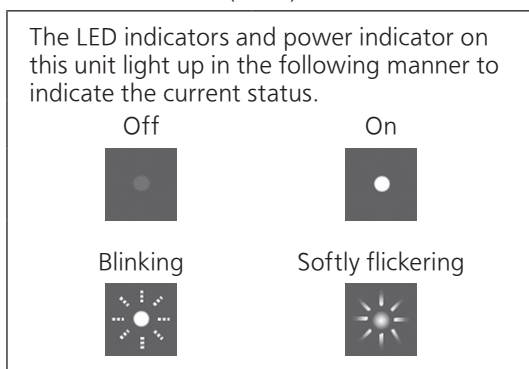 The LED indicators and power indicator on
this unit light up in the following manner to
indicate the current status.
Off On
Blinking Softly flickering